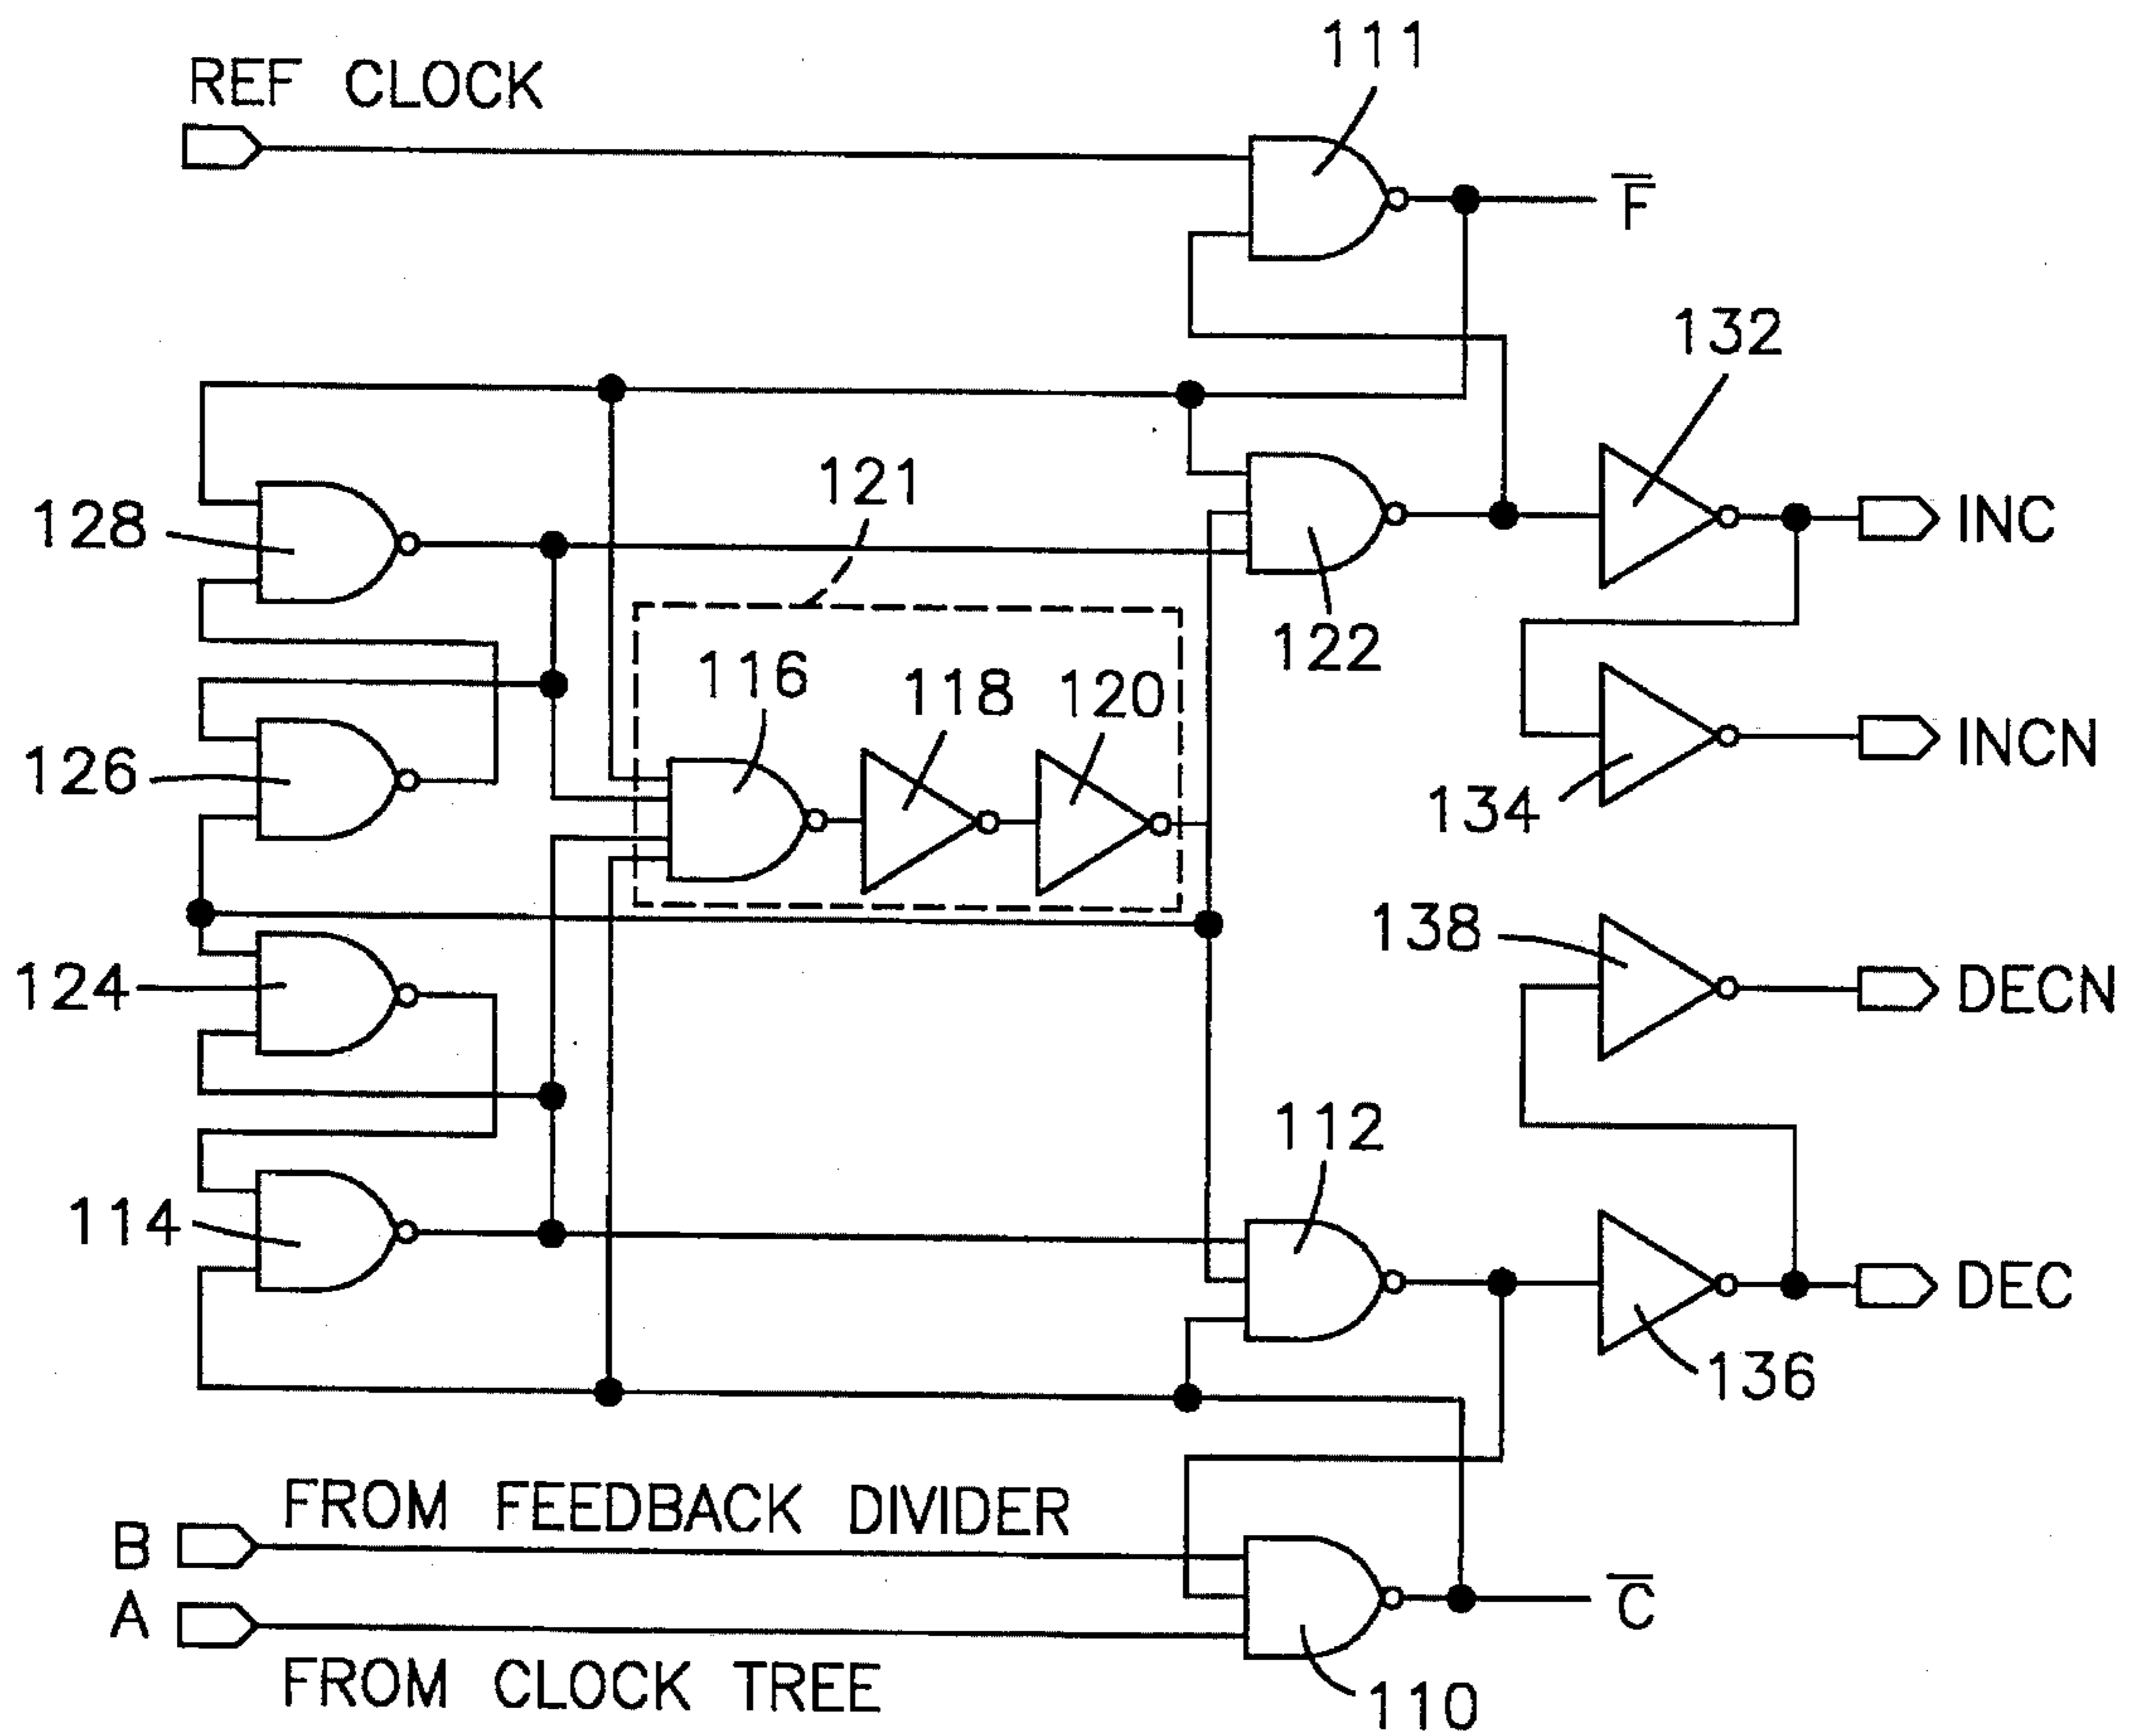 REF CLOCK
111
F
132
128
121
INC
122
116
118
120
126
INCN
134
138
124
DECN
112
114
DEC
136
FROM FEEDBACK DIVIDER
B
A
C
FROM CLOCK TREE
110